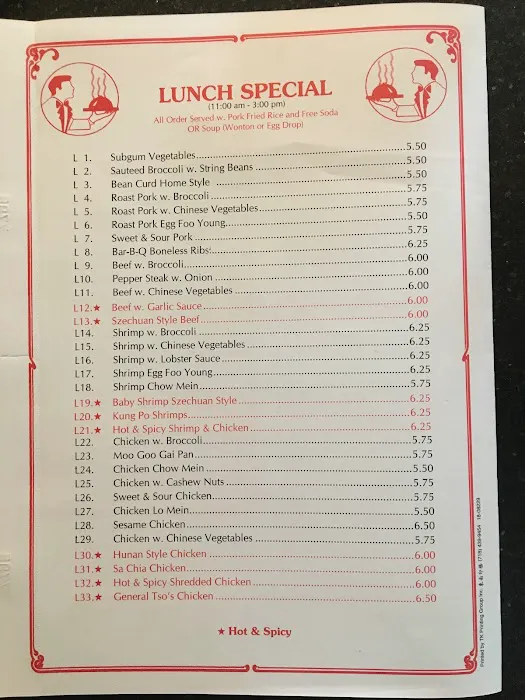 LUNCH SPECIAL
(11:00 am - 3:00 pm)
All Order Served w. Pork Fried Rice and Free Soda
OR Soup (Wonton or Egg Drop)
L 1. Subgum Vegetables 5.50
L 2. Sauteed Broccoli w. String Beans 5.50
L 3. Bean Curd Home Style 5.50
L 4. Roast Pork w. Broccoli 5.75
L 5. Roast Pork w. Chinese Vegetables 5.75
L 6. Roast Pork Egg Foo Young 5.50
L 7. Sweet & Sour Pork 5.75
L 8. Bar-B-Q Boneless Ribs 6.25
L 9. Beef w. Broccoli 6.00
L10. Pepper Steak w. Onion 6.00
L11. Beef w. Chinese Vegetables 6.00
L12.★ Beef w. Garlic Sauce 6.00
L13.★ Szechuan Style Beef 6.00
L14. Shrimp w. Broccoli 6.25
L15. Shrimp w. Chinese Vegetables 6.25
L16. Shrimp w. Lobster Sauce 6.25
L17. Shrimp Egg Foo Young 6.25
L18. Shrimp Chow Mein 5.75
L19.★ Baby Shrimp Szechuan Style 6.25
L20.★ Kung Po Shrimps 6.25
L21.★ Hot & Spicy Shrimp & Chicken 6.25
L22. Chicken w. Broccoli 5.75
L23. Moo Goo Gai Pan 5.75
L24. Chicken Chow Mein 5.50
L25. Chicken w. Cashew Nuts 5.75
L26. Sweet & Sour Chicken 5.75
L27. Chicken Lo Mein 5.50
L28. Sesame Chicken 6.50
L29. Chicken w. Chinese Vegetables 5.75
L30.★ Hunan Style Chicken 6.00
L31.★ Sa Chia Chicken 6.00
L32.★ Hot & Spicy Shredded Chicken 6.00
L33.★ General Tso's Chicken 6.50
★ Hot & Spicy
Printed by TK Printing Group Inc.